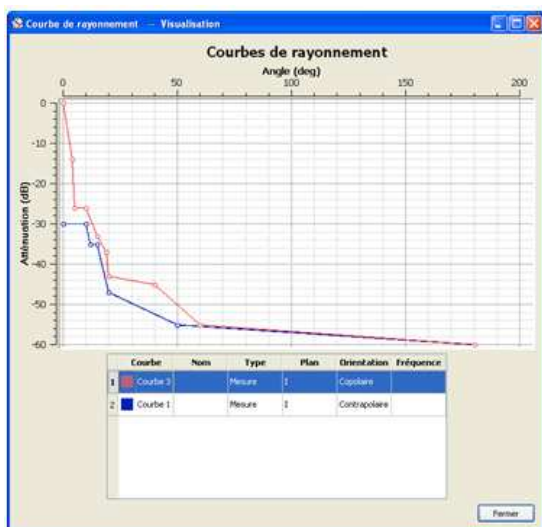 Courbe de rayonnement -- Visualisation
Courbes de rayonnement
Angle (deg)
0 50 100 150 200
Atténuation (dB)
0
-10
-20
-30
-40
-50
-60
Courbe Nom Type Plan Orientation Fréquence
1 Courbe 3 Mesure I Copolaire
2 Courbe 1 Mesure I Contrapolaire
Fermer